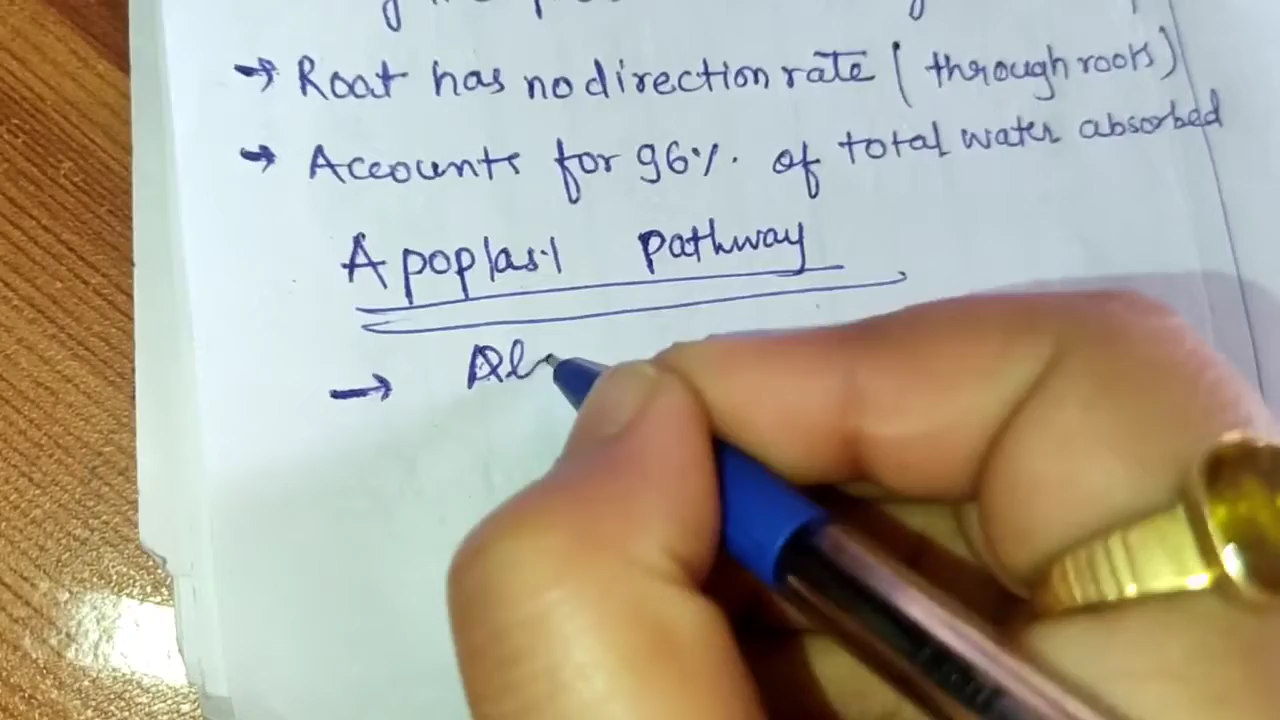 → Root has no direction rate ( through roots )
→ Accounts for 96% of total water absorbed
Apoplast Pathway
→